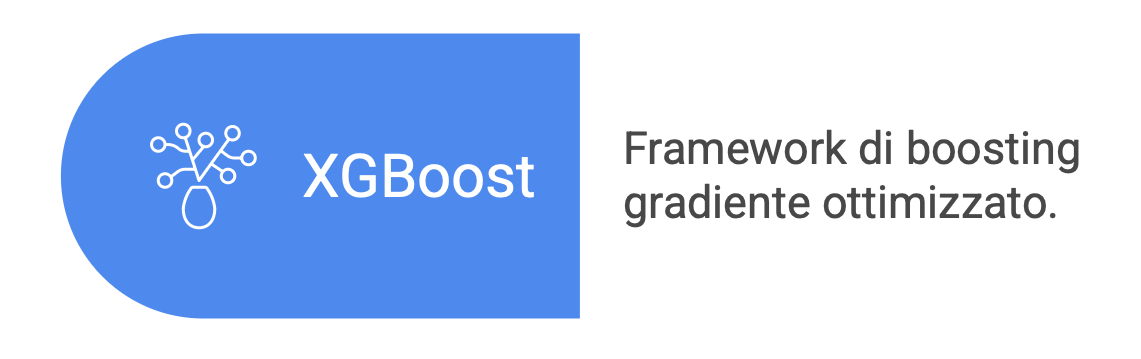 XGBoost
Framework di boosting
gradiente ottimizzato.